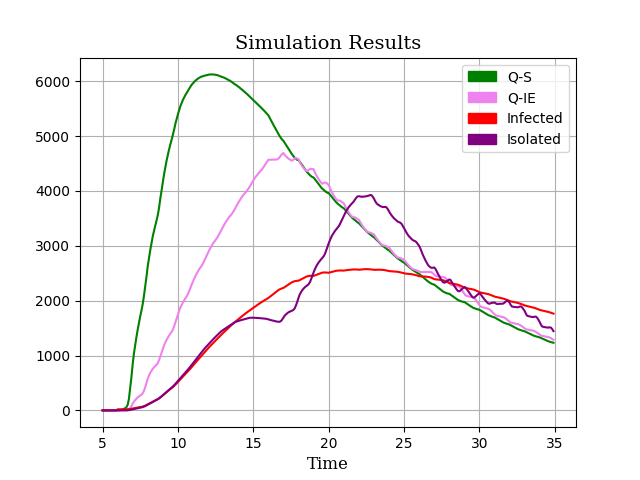 Simulation Results
Q-S
Q-IE
Infected
Isolated
6000
5000
4000
3000
2000
1000
0
5 10 15 20 25 30 35
Time